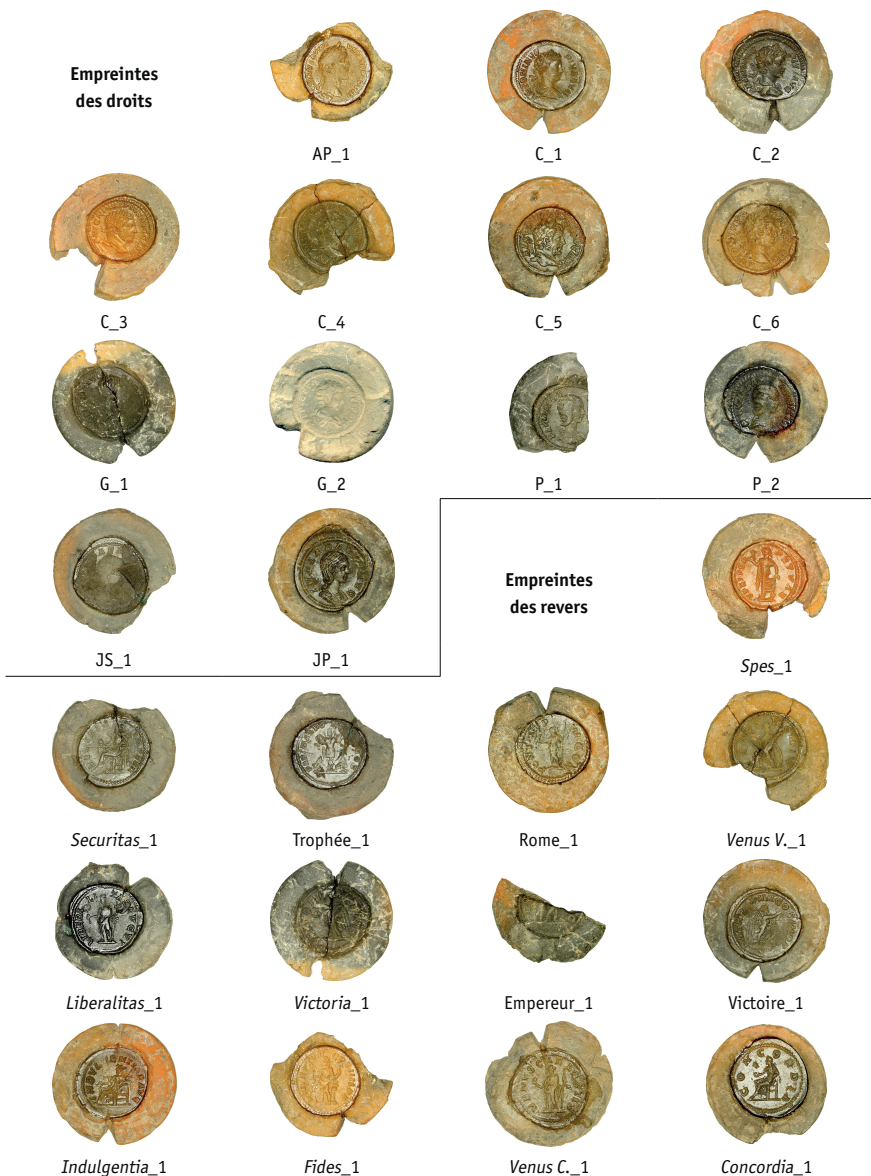 Empreintes
des droits
AP_1
C_1
C_2
C_3
C_4
C_5
C_6
G_1
G_2
P_1
P_2
JS_1
JP_1
Empreintes
des revers
Spes_1
Securitas_1
Trophée_1
Rome_1
Venus V._1
Liberalitas_1
Victoria_1
Empereur_1
Victoire_1
Indulgentia_1
Fides_1
Venus C._1
Concordia_1